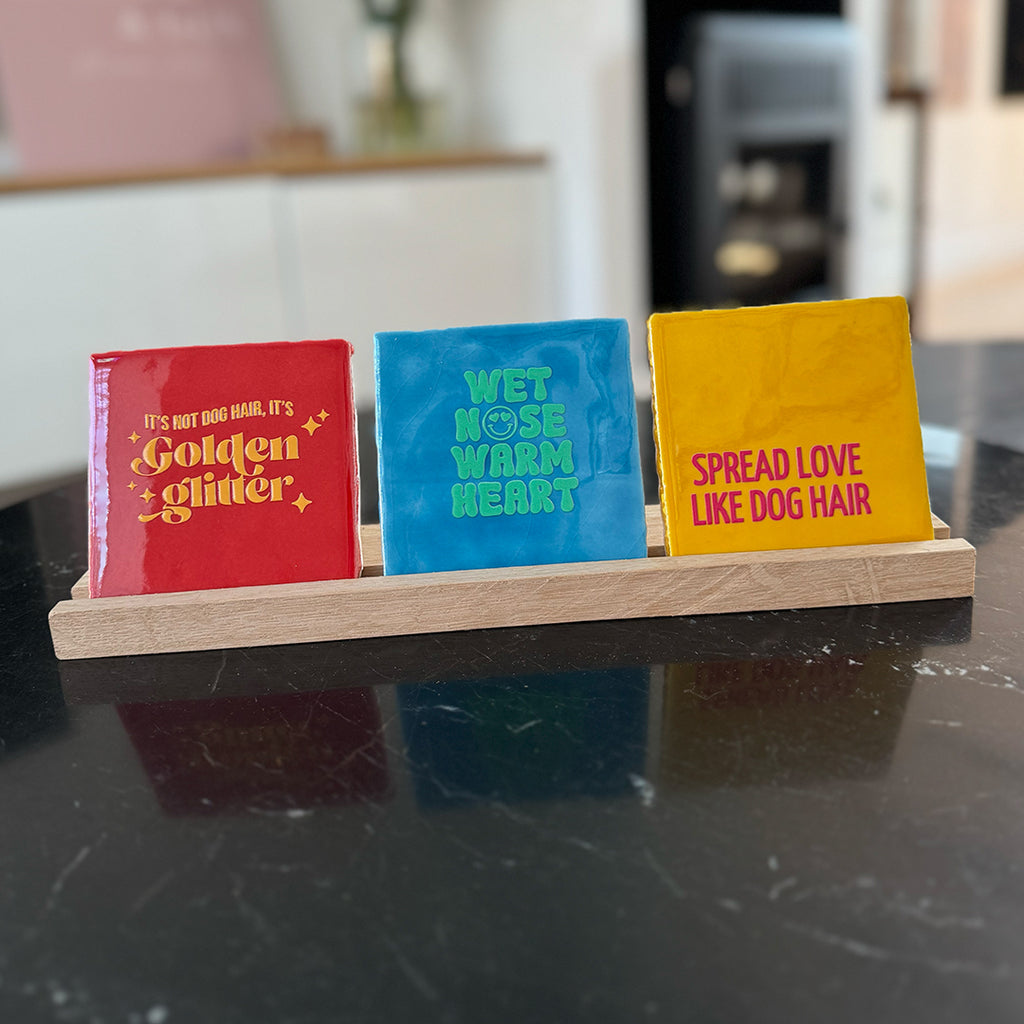 IT'S NOT DOG HAIR, IT'S
Golden
glitter
WET
NOSE
WARM
HEART
SPREAD LOVE
LIKE DOG HAIR